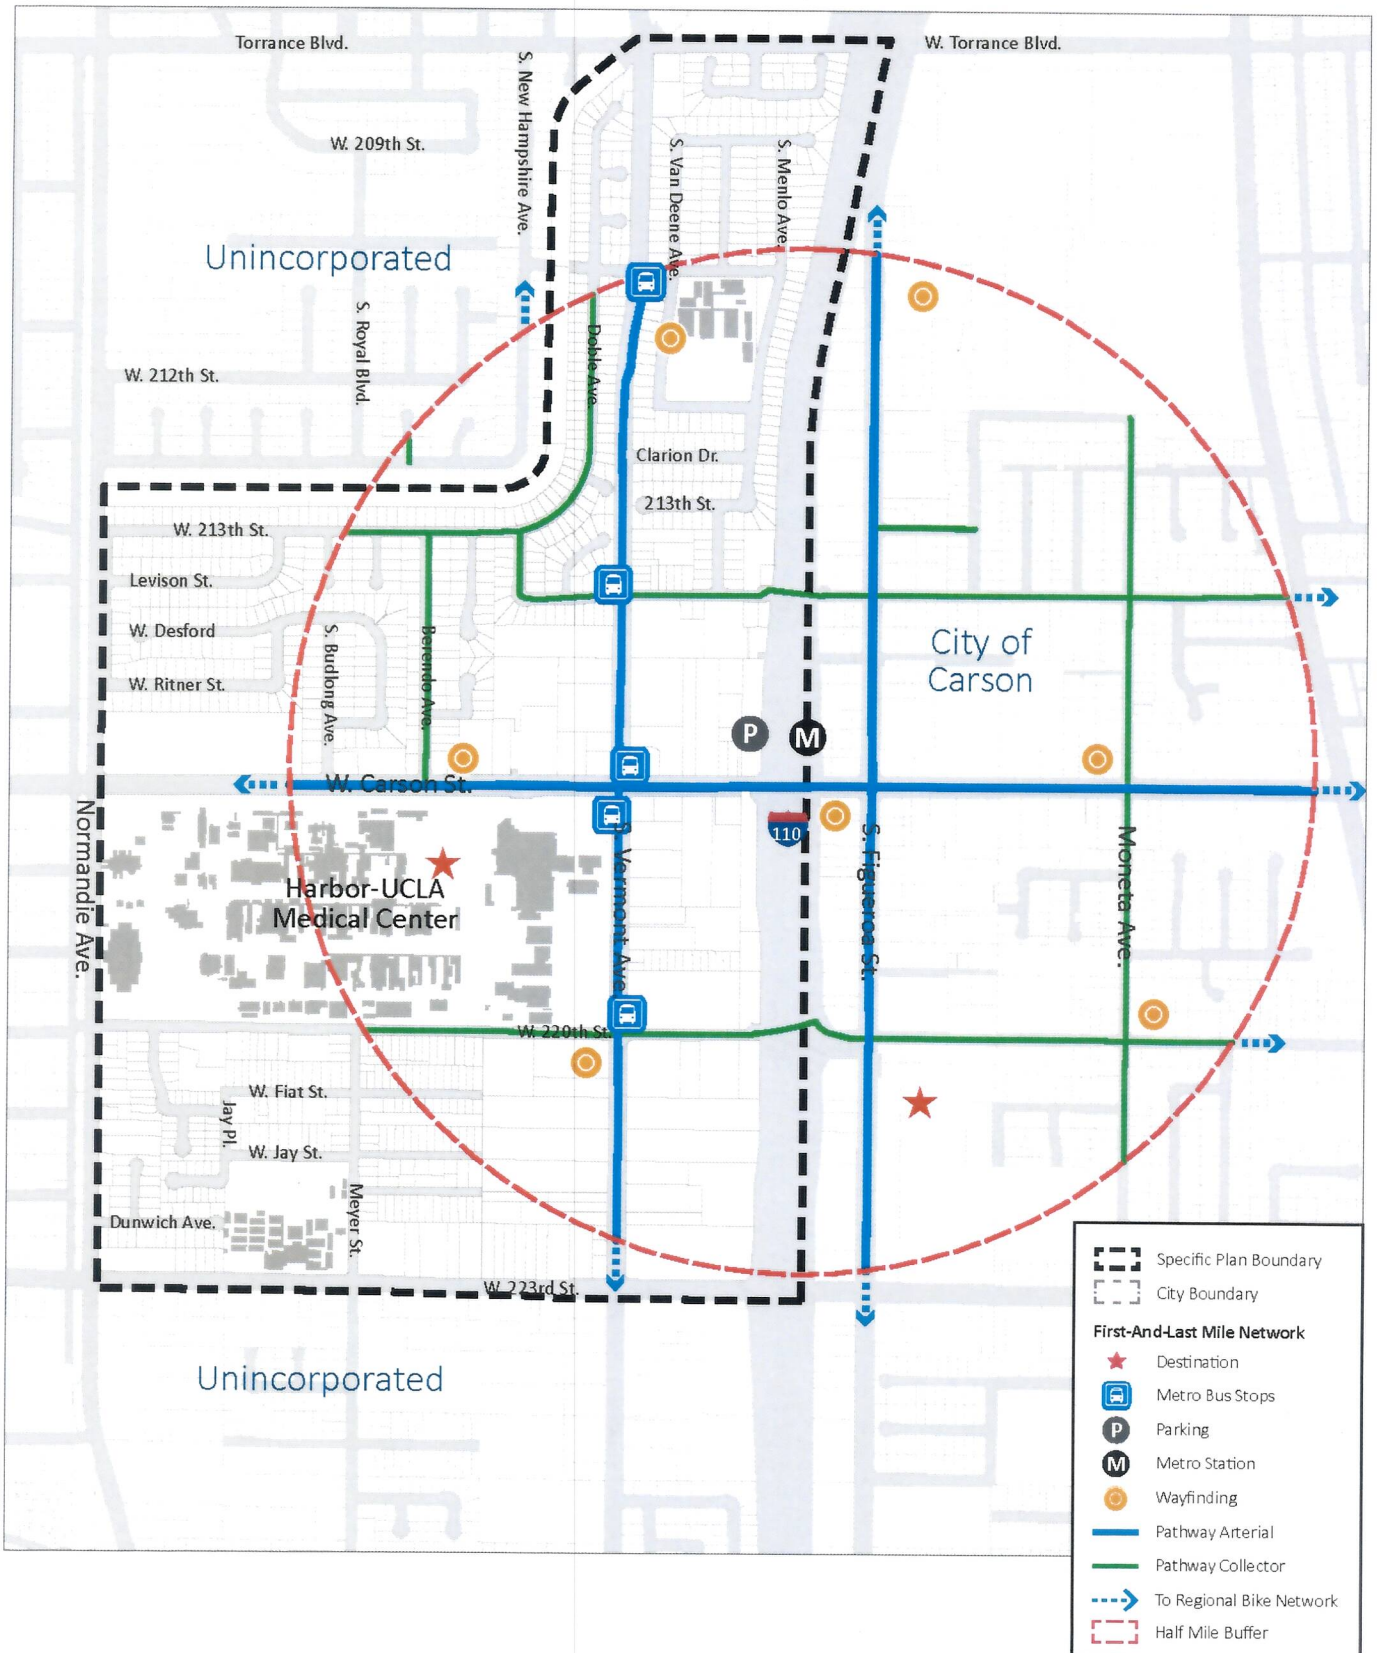 Torrance Blvd.
W. Torrance Blvd.
S. New Hampshire Ave.
W. 209th St.
S. Van Deene Ave.
S. Menlo Ave.
Unincorporated
S. Royal Blvd.
Doble Ave.
W. 212th St.
Clarion Dr.
213th St.
W. 213th St.
Levison St.
W. Desford
S. Budlong Ave.
Berendo Ave.
City of
Carson
W. Ritner St.
P
M
W. Carson St.
Normandie Ave.
110
S. Vermont Ave.
S. Figueroa St.
Moneta Ave.
Harbor-UCLA
Medical Center
W. 220th St.
W. Fiat St.
Jay Pl.
W. Jay St.
Meyer St.
Dunwich Ave.
W. 223rd St.
Unincorporated
Specific Plan Boundary
City Boundary
First-And-Last Mile Network
Destination
Metro Bus Stops
P Parking
M Metro Station
Wayfinding
Pathway Arterial
Pathway Collector
To Regional Bike Network
Half Mile Buffer